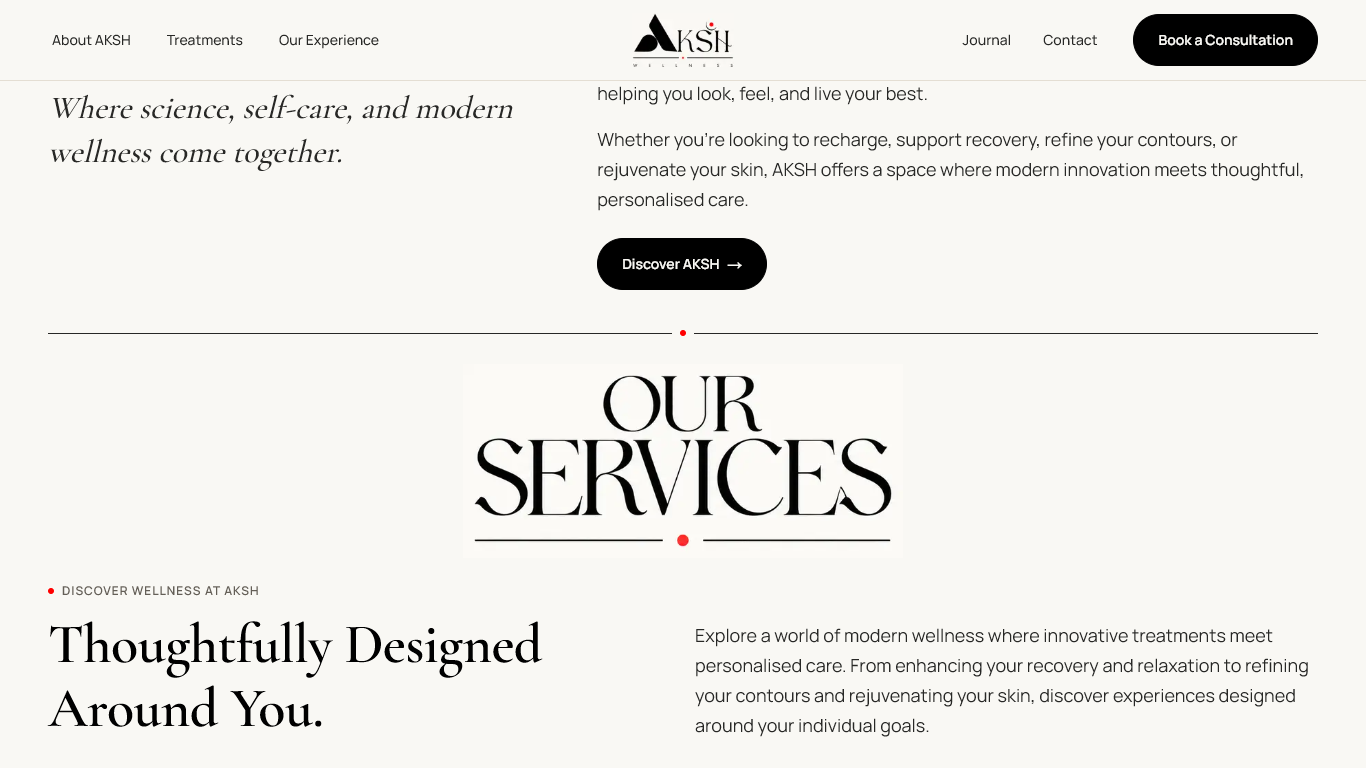 About AKSH
Treatments
Our Experience
AKSH
WELLNESS
Journal
Contact
Book a Consultation
Where science, self-care, and modern
wellness come together.
helping you look, feel, and live your best.
Whether you're looking to recharge, support recovery, refine your contours, or
rejuvenate your skin, AKSH offers a space where modern innovation meets thoughtful,
personalised care.
Discover AKSH →
OUR
SERVICES
DISCOVER WELLNESS AT AKSH
Thoughtfully Designed
Around You.
Explore a world of modern wellness where innovative treatments meet
personalised care. From enhancing your recovery and relaxation to refining
your contours and rejuvenating your skin, discover experiences designed
around your individual goals.